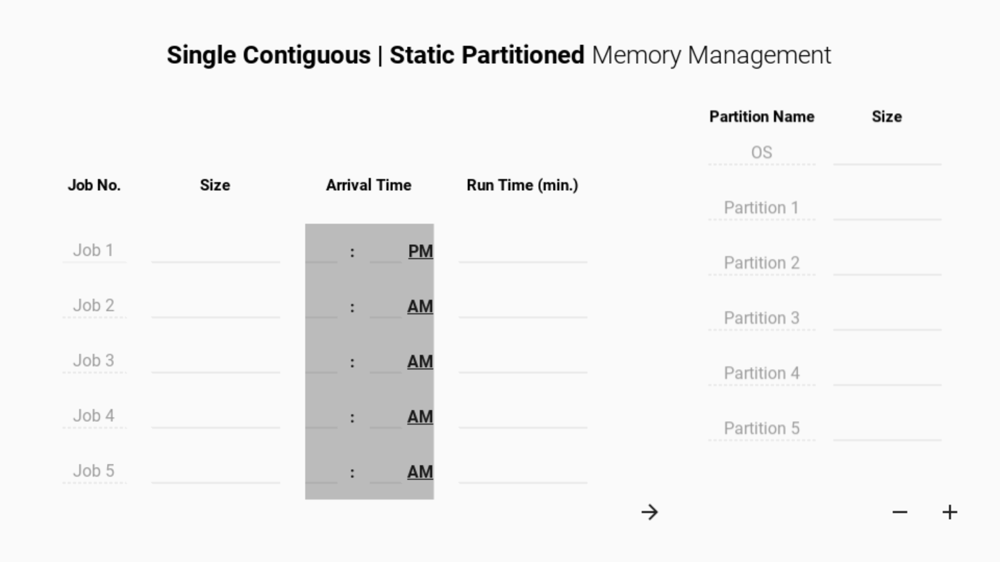 Single Contiguous | Static Partitioned Memory Management
Partition Name Size
OS
Partition 1
Partition 2
Partition 3
Partition 4
Partition 5
Job No. Size Arrival Time Run Time (min.)
Job 1 : PM
Job 2 : AM
Job 3 : AM
Job 4 : AM
Job 5 : AM